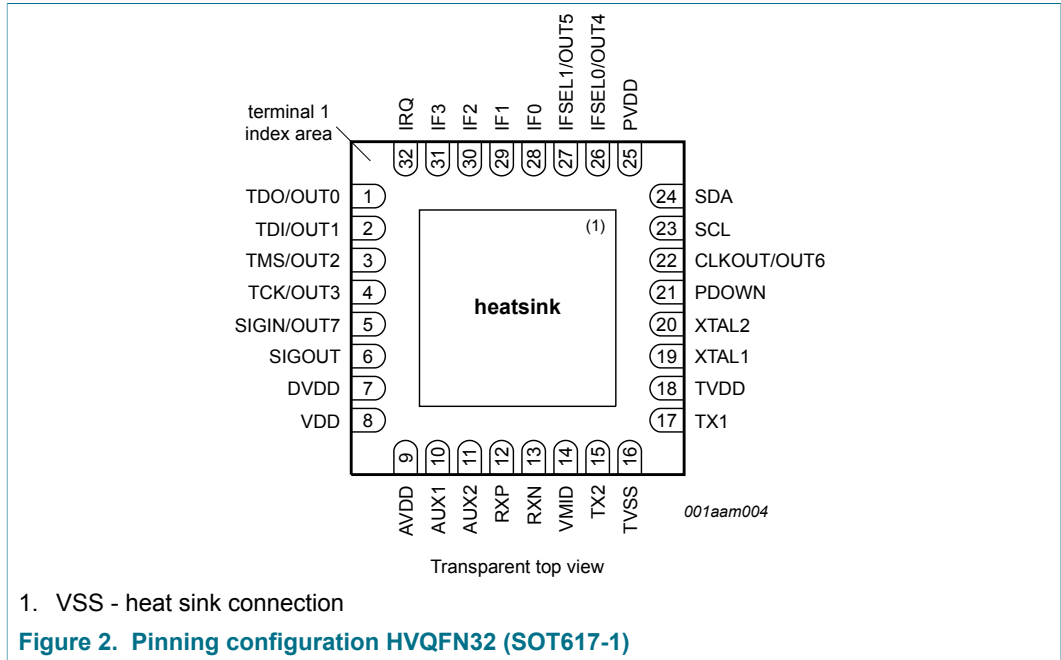 terminal 1
index area
IRQ
IF3
IF2
IF1
IF0
IFSEL1/OUT5
IFSEL0/OUT4
PVDD
32
31
30
29
28
27
26
25
TDO/OUT0 1
TDI/OUT1 2
TMS/OUT2 3
TCK/OUT3 4
SIGIN/OUT7 5
SIGOUT 6
DVDD 7
VDD 8
(1)
heatsink
24 SDA
23 SCL
22 CLKOUT/OUT6
21 PDOWN
20 XTAL2
19 XTAL1
18 TVDD
17 TX1
9
10
11
12
13
14
15
16
AVDD
AUX1
AUX2
RXP
RXN
VMID
TX2
TVSS
001aam004
Transparent top view
1. VSS - heat sink connection
Figure 2. Pinning configuration HVQFN32 (SOT617-1)